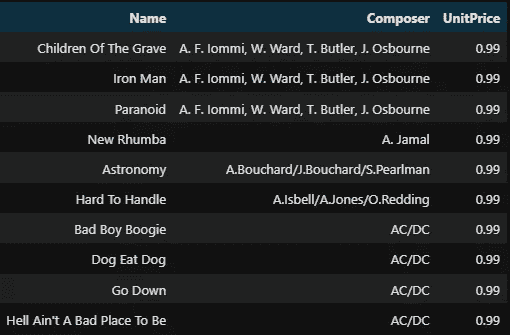 Name Composer UnitPrice
Children Of The Grave A. F. Iommi, W. Ward, T. Butler, J. Osbourne 0.99
Iron Man A. F. Iommi, W. Ward, T. Butler, J. Osbourne 0.99
Paranoid A. F. Iommi, W. Ward, T. Butler, J. Osbourne 0.99
New Rhumba A. Jamal 0.99
Astronomy A.Bouchard/J.Bouchard/S.Pearlman 0.99
Hard To Handle A.Isbell/A.Jones/O.Redding 0.99
Bad Boy Boogie AC/DC 0.99
Dog Eat Dog AC/DC 0.99
Go Down AC/DC 0.99
Hell Ain't A Bad Place To Be AC/DC 0.99